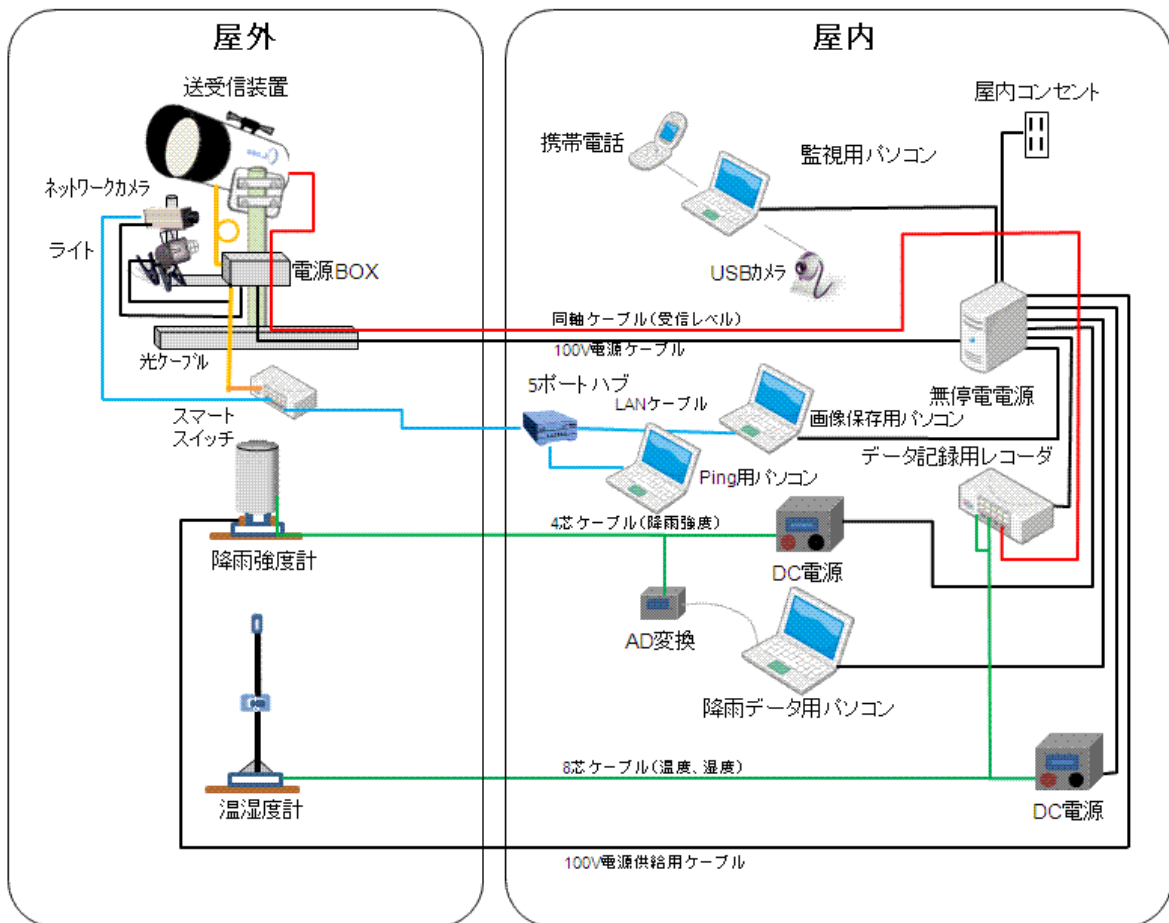 屋外
屋内
送受信装置
屋内コンセント
携帯電話
監視用パソコン
ネットワークカメラ
ライト
電源BOX
USBカメラ
同軸ケーブル(受信レベル)
100V電源ケーブル
光ケーブル
5ポートハブ
無停電電源
LANケーブル
スマート
スイッチ
画像保存用パソコン
データ記録用レコーダ
Ping用パソコン
4芯ケーブル(降雨強度)
降雨強度計
DC電源
AD変換
降雨データ用パソコン
8芯ケーブル(温度、湿度)
温湿度計
DC電源
100V電源供給用ケーブル